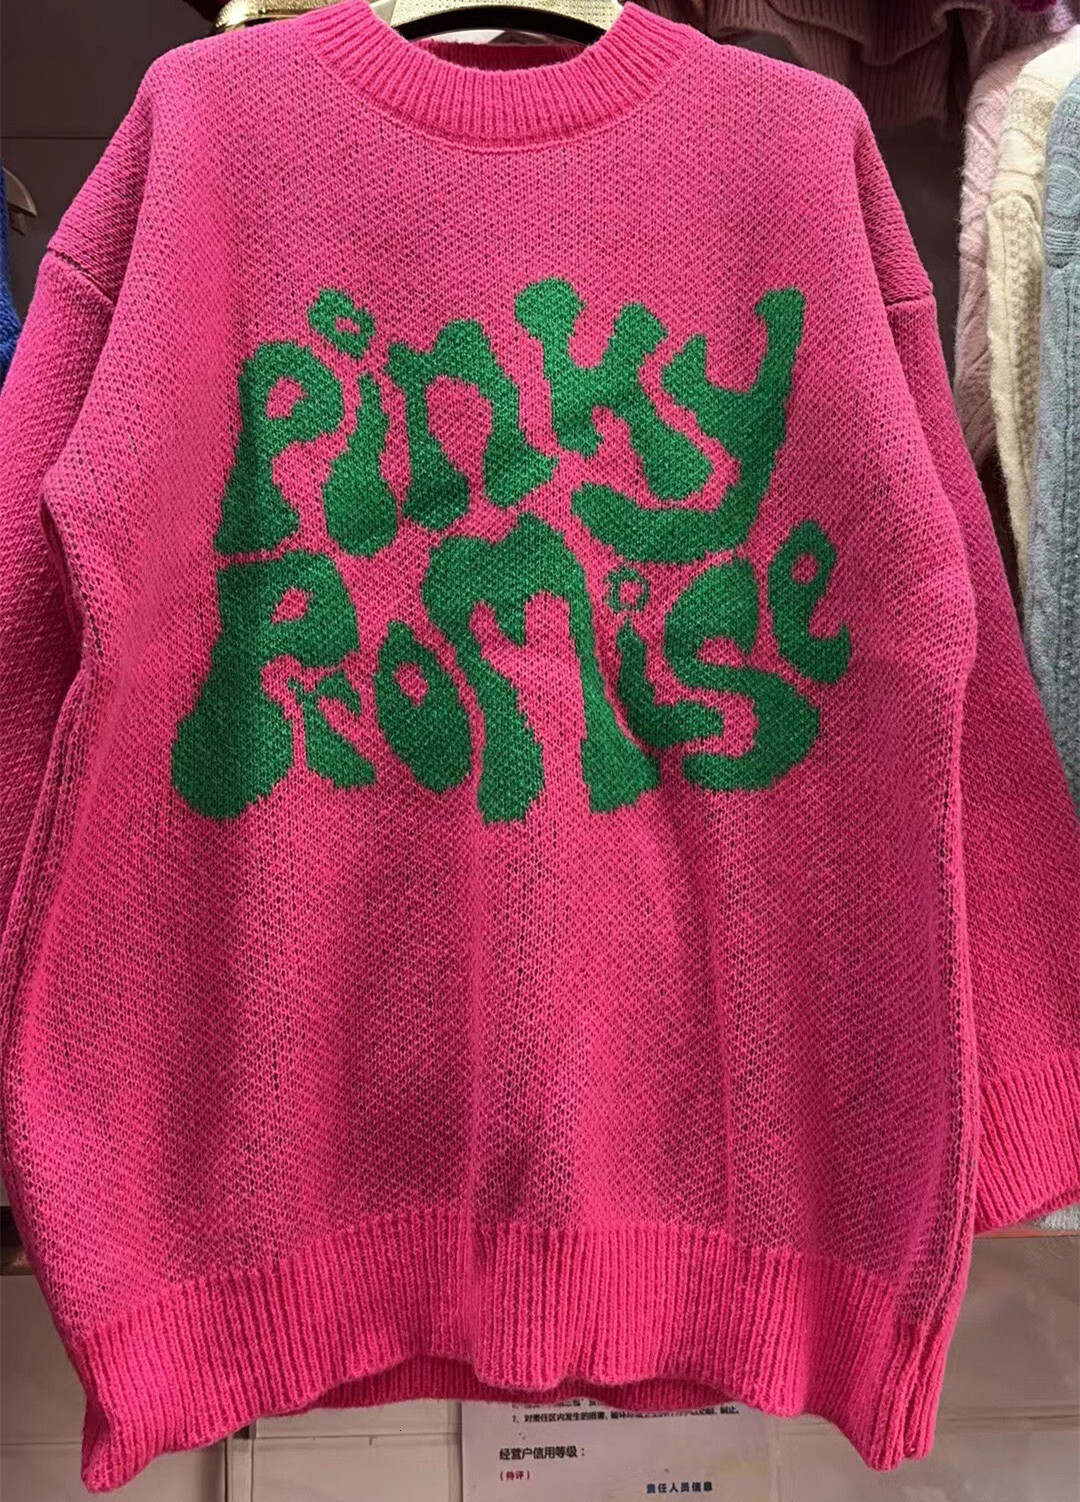 Pinky
Promise
经营户信用等级：
(待评)
责任人员信息